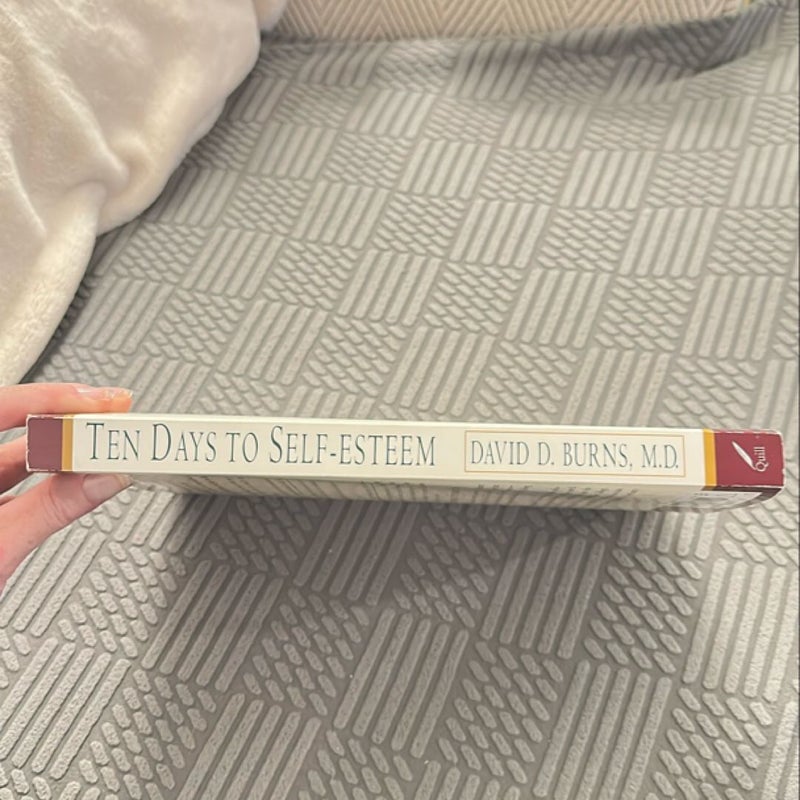 TEN DAYS TO SELF-ESTEEM
DAVID D. BURNS, M.D.
Quill